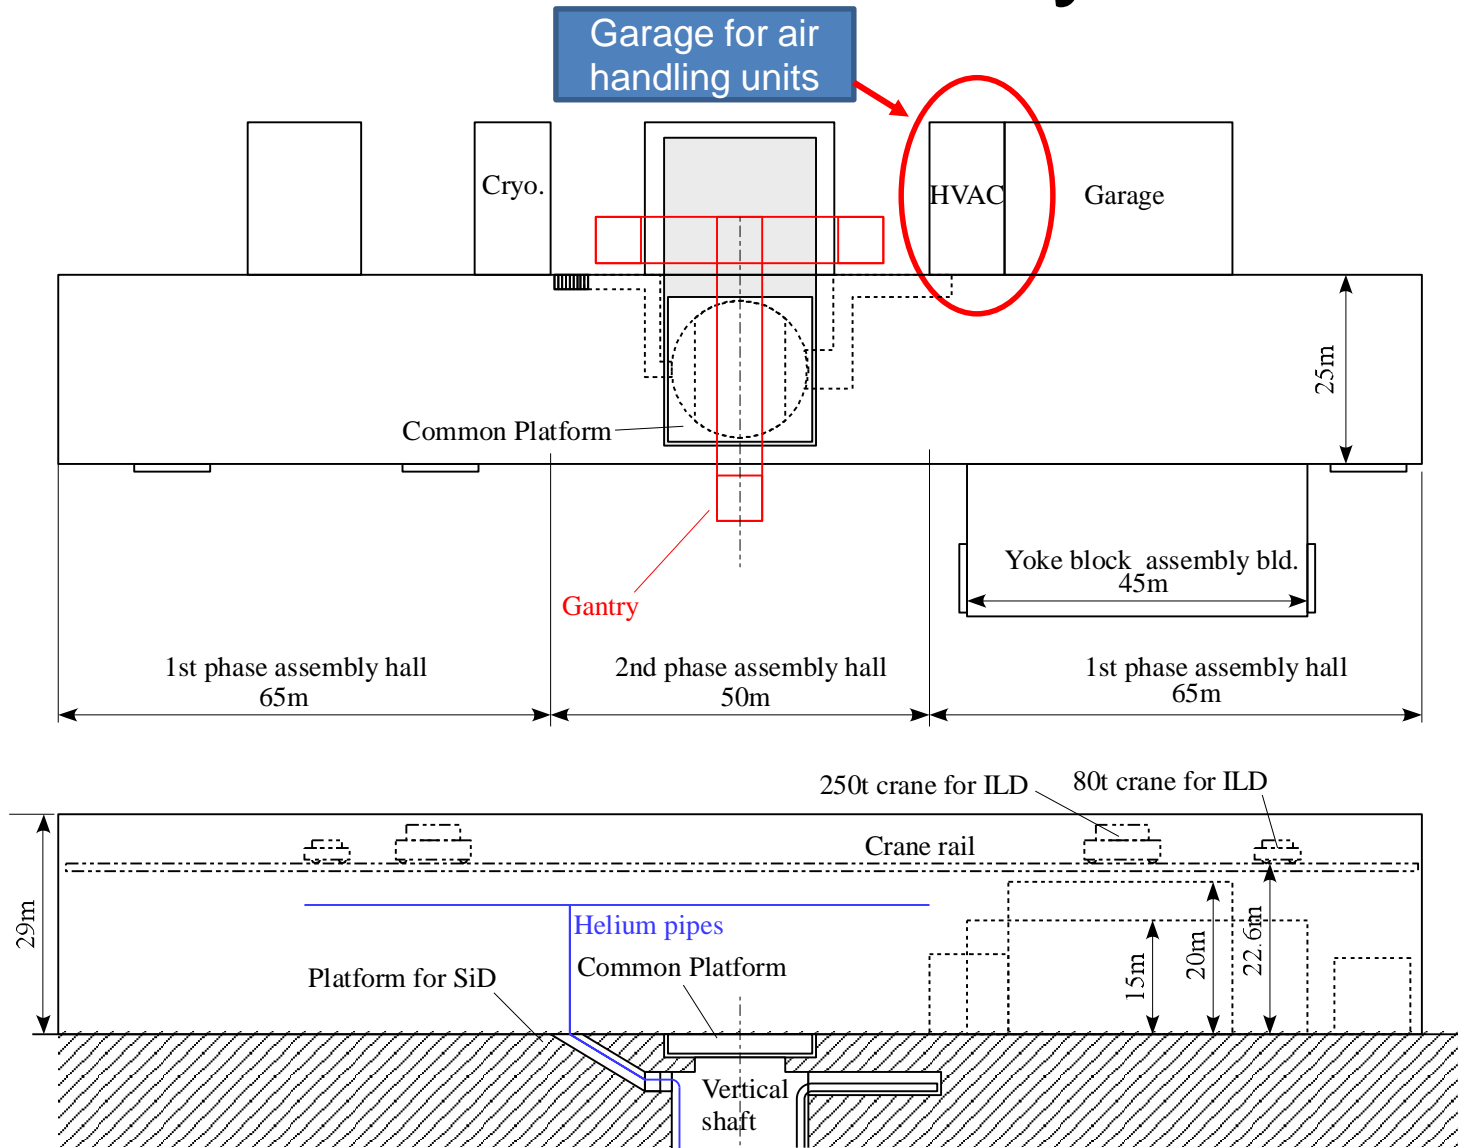 Garage for air
handling units
Cryo.
HVAC
Garage
25m
Common Platform
Yoke block  assembly bld.
45m
Gantry
1st phase assembly hall
65m
2nd phase assembly hall
50m
1st phase assembly hall
65m
250t crane for ILD
80t crane for ILD
Crane rail
29m
Helium pipes
Common Platform
Platform for SiD
15m
20m
22.6m
Vertical
shaft